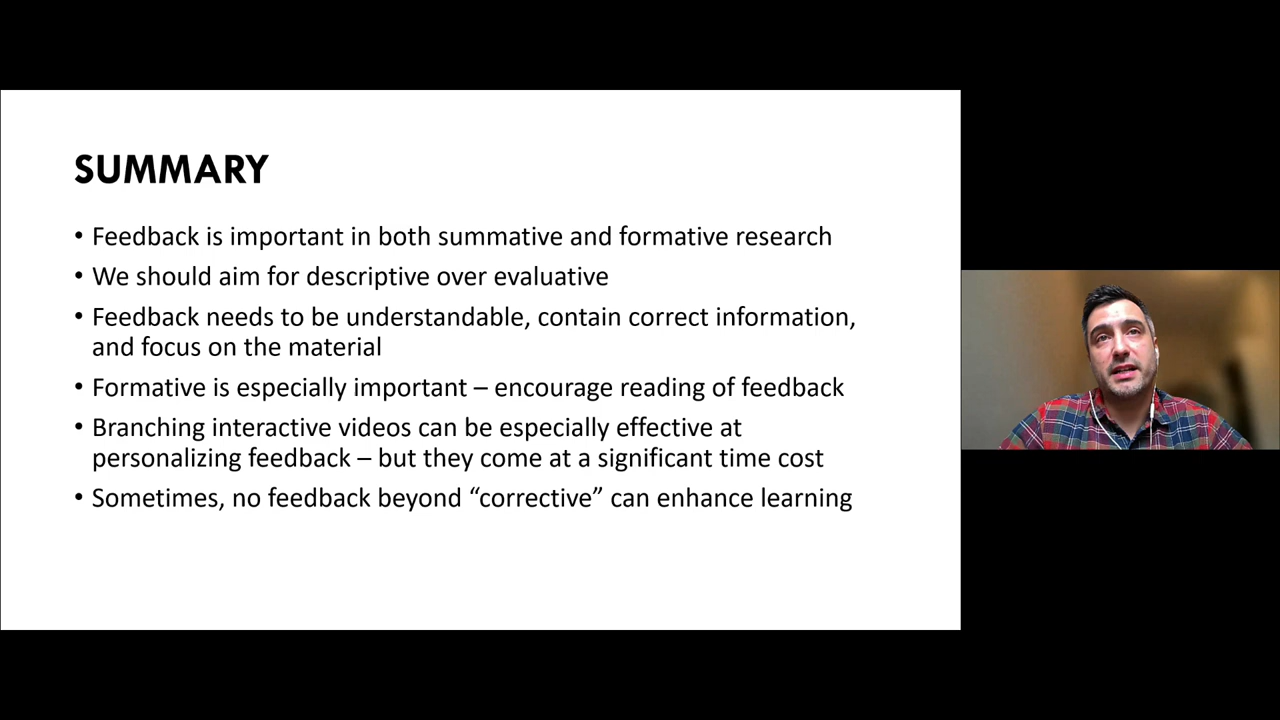 SUMMARY
• Feedback is important in both summative and formative research
• We should aim for descriptive over evaluative
• Feedback needs to be understandable, contain correct information,
and focus on the material
• Formative is especially important – encourage reading of feedback
• Branching interactive videos can be especially effective at
personalizing feedback – but they come at a significant time cost
• Sometimes, no feedback beyond “corrective” can enhance learning